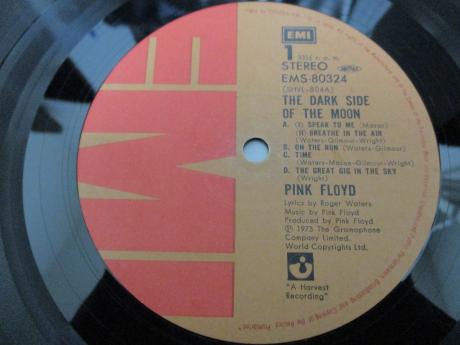 EMI
1
33⅓ r.p.m.
STEREO
EMS-80324
(SHVL-804A)
THE DARK SIDE
OF THE MOON
A. (I) SPEAK TO ME (Mason)
(II) BREATHE IN THE AIR
(Waters-Gilmour-Wright)
B. ON THE RUN (Waters-Gilmour)
C. TIME
(Waters-Mason-Gilmour-Wright)
D. THE GREAT GIG IN THE SKY
(Wright)
PINK FLOYD
Lyrics by Roger Waters
Music by Pink Floyd
Produced by Pink Floyd
Ⓟ 1973 The Gramophone
Company Limited.
World Copyrights Ltd.
"A Harvest
Recording"
EMI